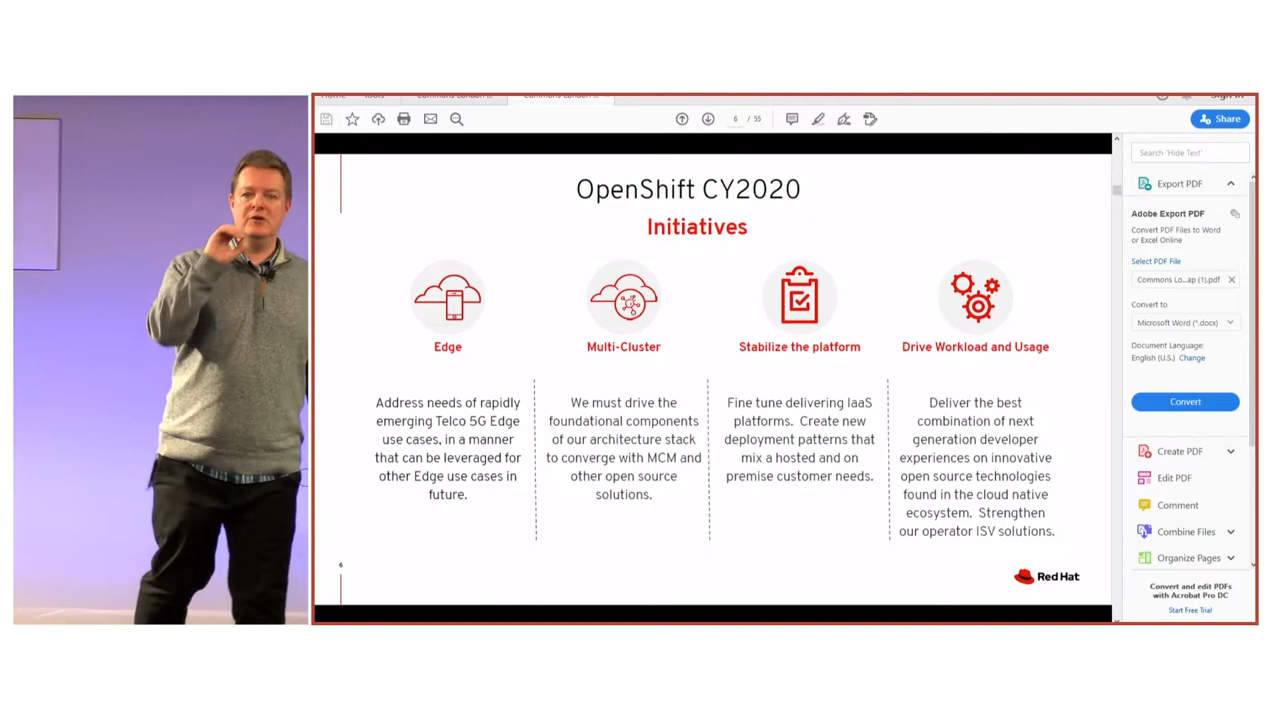 6 / 55
Share
OpenShift CY2020
Initiatives
Edge
Address needs of rapidly
emerging Telco 5G Edge
use cases, in a manner
that can be leveraged for
other Edge use cases in
future.
Multi-Cluster
We must drive the
foundational components
of our architecture stack
to converge with MCM and
other open source
solutions.
Stabilize the platform
Fine tune delivering IaaS
platforms. Create new
deployment patterns that
mix a hosted and on
premise customer needs.
Drive Workload and Usage
Deliver the best
combination of next
generation developer
experiences on innovative
open source technologies
found in the cloud native
ecosystem. Strengthen
our operator ISV solutions.
6
Red Hat
Search 'Hide Text'
Export PDF
Adobe Export PDF
Convert PDF Files to Word
or Excel Online
Select PDF File
Commons Lo...ap (1).pdf
Convert to
Microsoft Word (*.docx)
Document Language:
English (U.S.) Change
Convert
Create PDF
Edit PDF
Comment
Combine Files
Organize Pages
Convert and edit PDFs
with Acrobat Pro DC
Start Free Trial